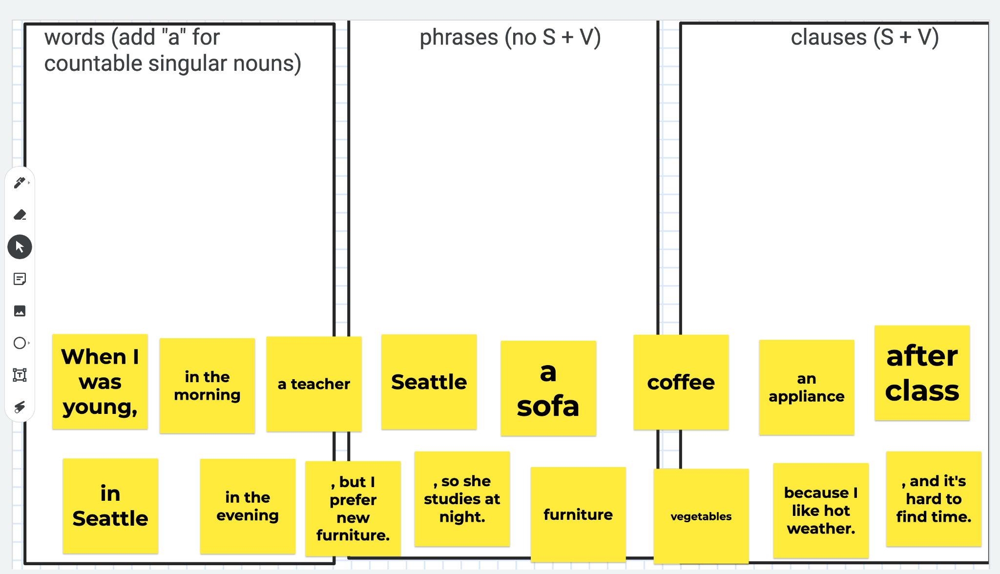 words (add "a" for
countable singular nouns)
phrases (no S + V)
clauses (S + V)
When I
was
young,
in the
morning
a teacher
Seattle
a
sofa
coffee
an
appliance
after
class
in
Seattle
in the
evening
, but I
prefer
new
furniture.
, so she
studies at
night.
furniture
vegetables
because I
like hot
weather.
, and it's
hard to
find time.